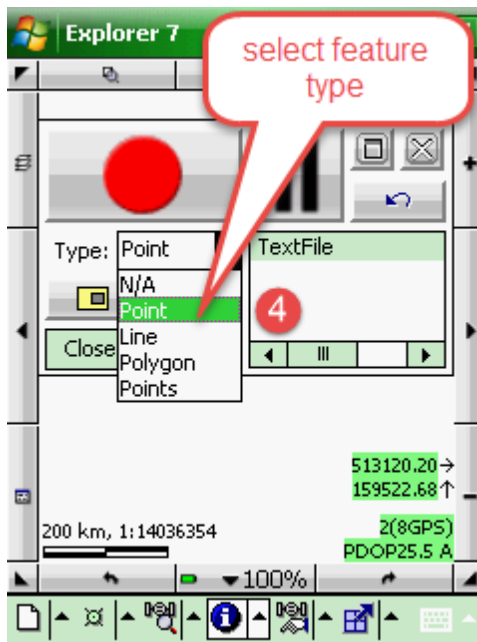 Explorer 7
select feature
type
Type:
Point
TextFile
N/A
Point
4
Line
Close
Polygon
Points
513120.20→
159522.68↑
200 km, 1:14036354
2(8GPS)
PDOP25.5 A
100%